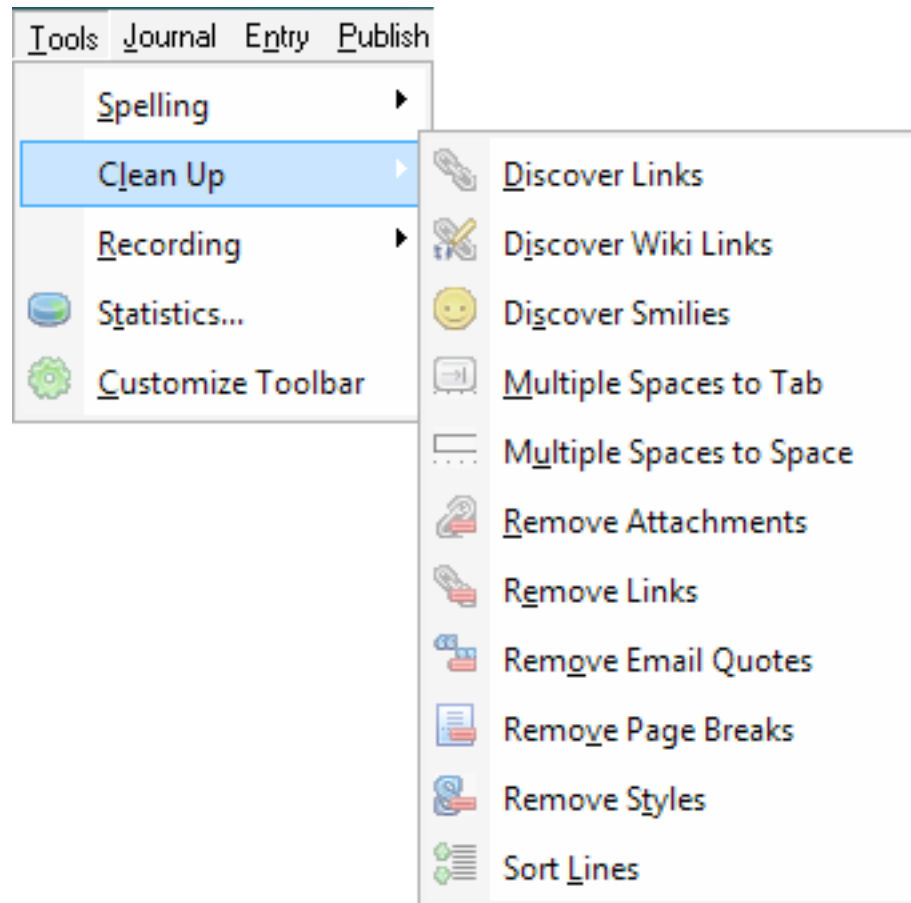 Tools Journal Entry Publish
Spelling
Clean Up
Recording
Statistics...
Customize Toolbar
Discover Links
Discover Wiki Links
Discover Smilies
Multiple Spaces to Tab
Multiple Spaces to Space
Remove Attachments
Remove Links
Remove Email Quotes
Remove Page Breaks
Remove Styles
Sort Lines